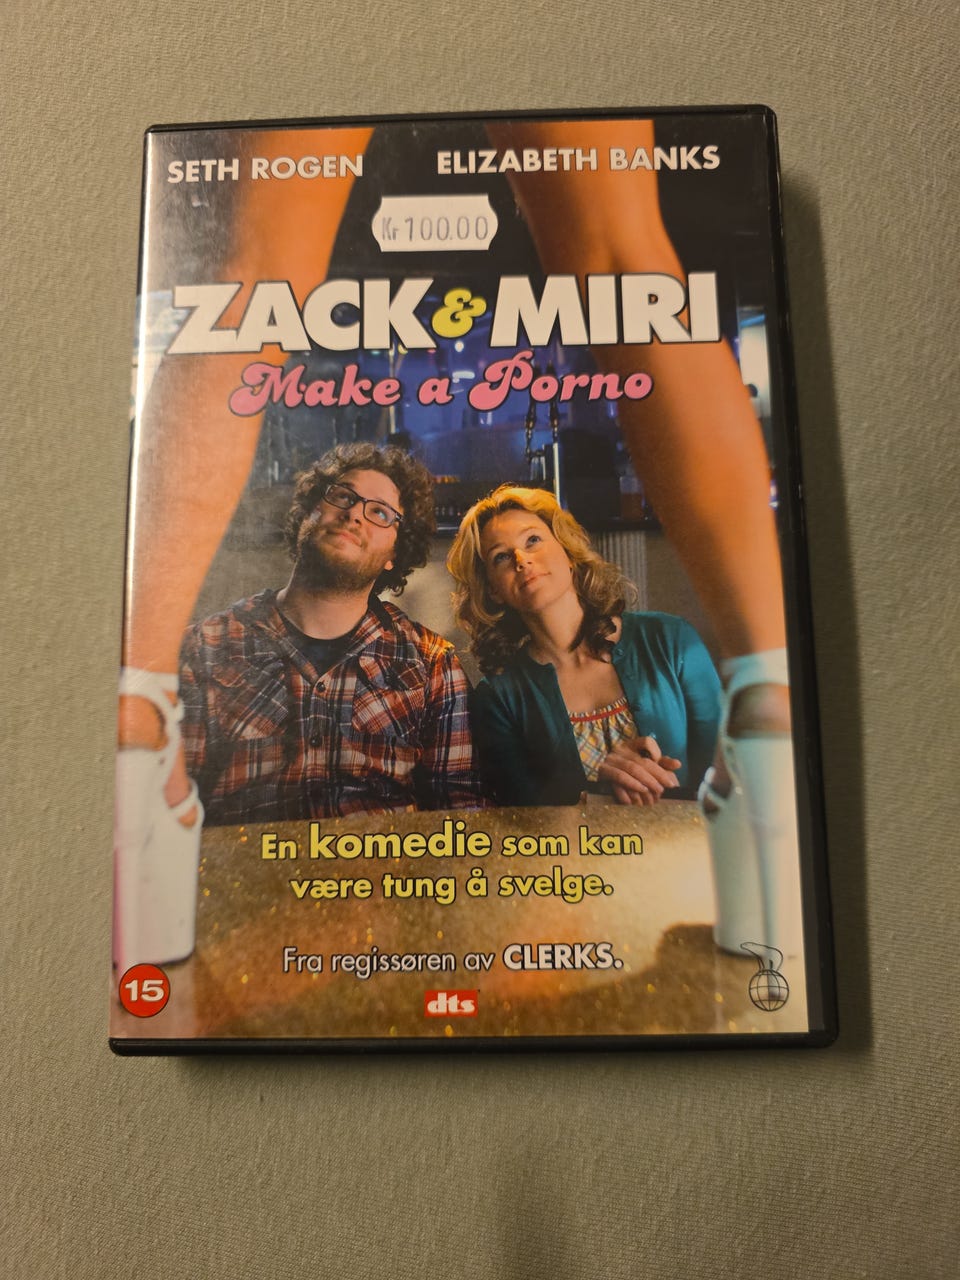 SETH ROGEN ELIZABETH BANKS
Kr 100.00
ZACK & MIRI
Make a Porno
En komedie som kan
være tung å svelge.
Fra regissøren av CLERKS.
15
dts